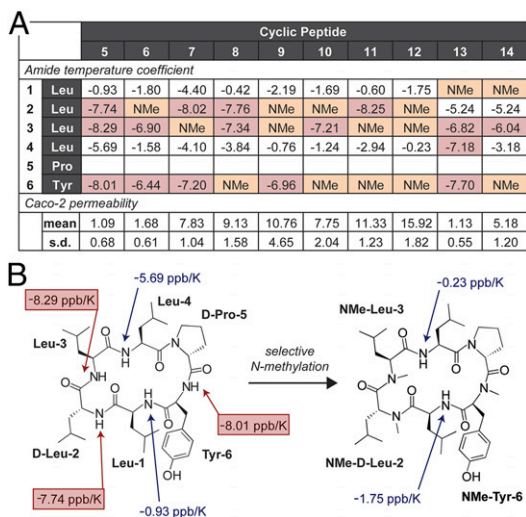 A
Cyclic Peptide
5 6 7 8 9 10 11 12 13 14
Amide temperature coefficient
1 Leu -0.93 -1.80 -4.40 -0.42 -2.19 -1.69 -0.60 -1.75 NMe NMe
2 Leu -7.74 NMe -8.02 -7.76 NMe NMe -8.25 NMe -5.24 -5.24
3 Leu -8.29 -6.90 NMe -7.34 NMe -7.21 NMe NMe -6.82 -6.04
4 Leu -5.69 -1.58 -4.10 -3.84 -0.76 -1.24 -2.94 -0.23 -7.18 -3.18
5 Pro
6 Tyr -8.01 -6.44 -7.20 NMe -6.96 NMe NMe NMe -7.70 NMe
Caco-2 permeability
mean 1.09 1.68 7.83 9.13 10.76 7.75 11.33 15.92 1.13 5.18
s.d. 0.68 0.61 1.04 1.58 4.65 2.04 1.23 1.82 0.55 1.20
B
-5.69 ppb/K
-8.29 ppb/K
Leu-4
D-Pro-5
Leu-3
O
H
N
O
N
NH
O
O
HN
O
H
N
O
N
H
D-Leu-2
Leu-1
Tyr-6
OH
-8.01 ppb/K
-7.74 ppb/K
-0.93 ppb/K
selective
N-methylation
-0.23 ppb/K
NMe-Leu-3
O
H
N
O
N
N
O
O
N
O
H
N
O
N
NMe-D-Leu-2
OH
-1.75 ppb/K
NMe-Tyr-6